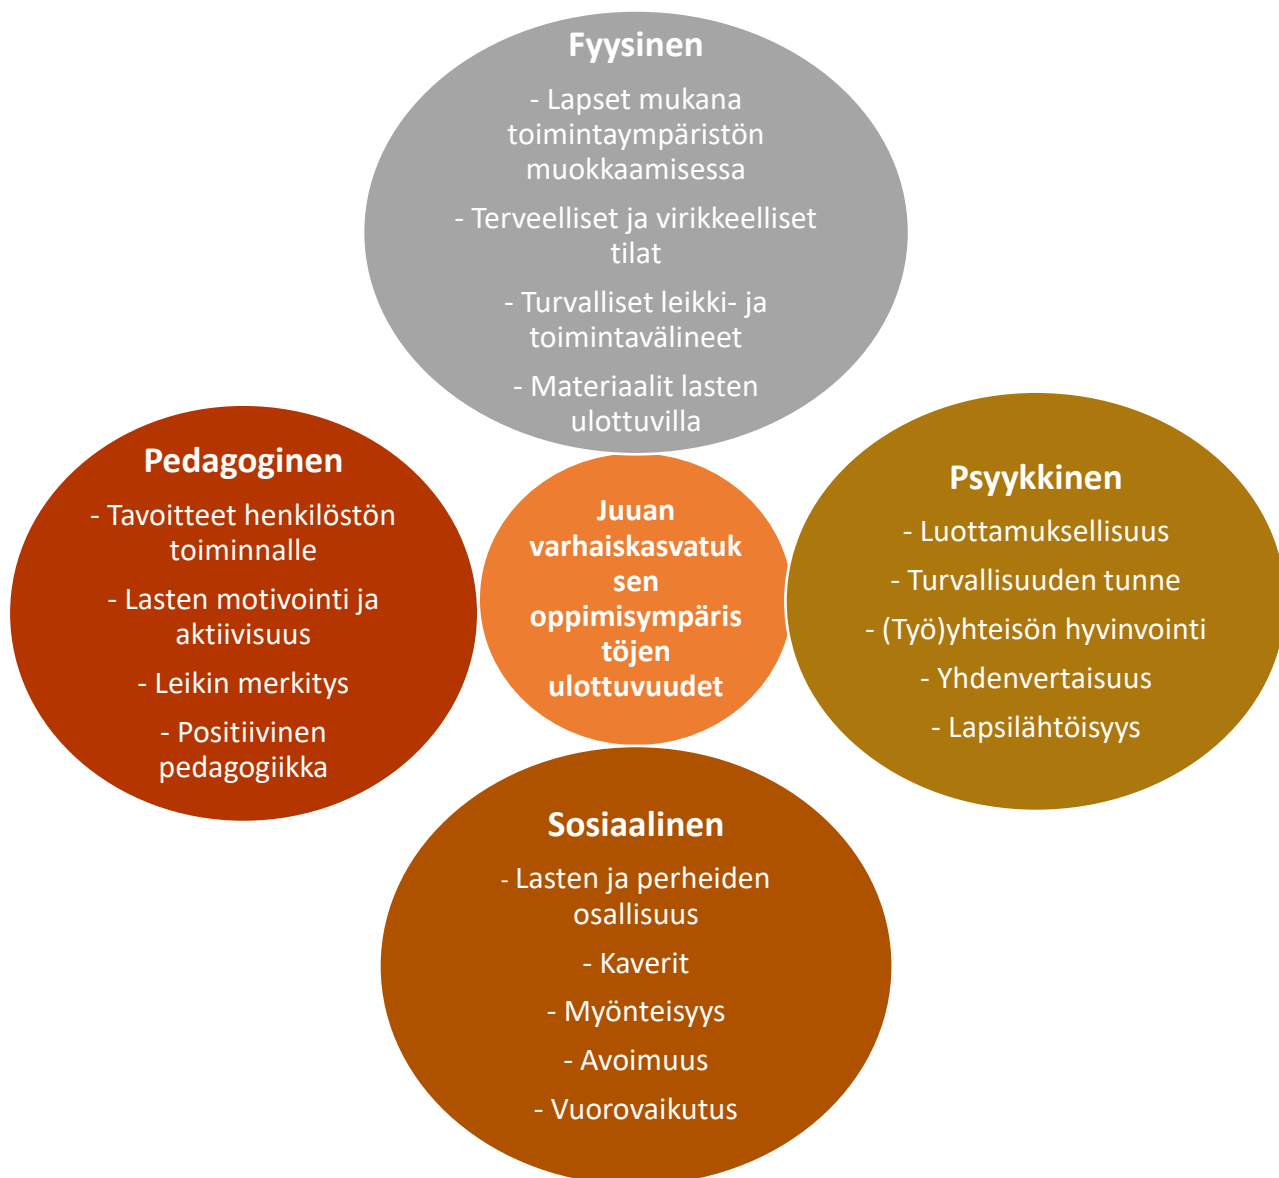 Fyysinen
- Lapset mukana
toimintaympäristön
muokkaamisessa
- Terveelliset ja virikkeelliset
tilat
- Turvalliset leikki- ja
toimintavälineet
- Materiaalit lasten
ulottuvilla
Pedagoginen
- Tavoitteet henkilöstön
toiminnalle
- Lasten motivointi ja
aktiivisuus
- Leikin merkitys
- Positiivinen
pedagogiikka
Juuan
varhaiskasvatuk
sen
oppimisympäris
töjen
ulottuvuudet
Psyykkinen
- Luottamuksellisuus
- Turvallisuuden tunne
- (Työ)yhteisön hyvinvointi
- Yhdenvertaisuus
- Lapsilähtöisyys
Sosiaalinen
- Lasten ja perheiden
osallisuus
- Kaverit
- Myönteisyys
- Avoimuus
- Vuorovaikutus